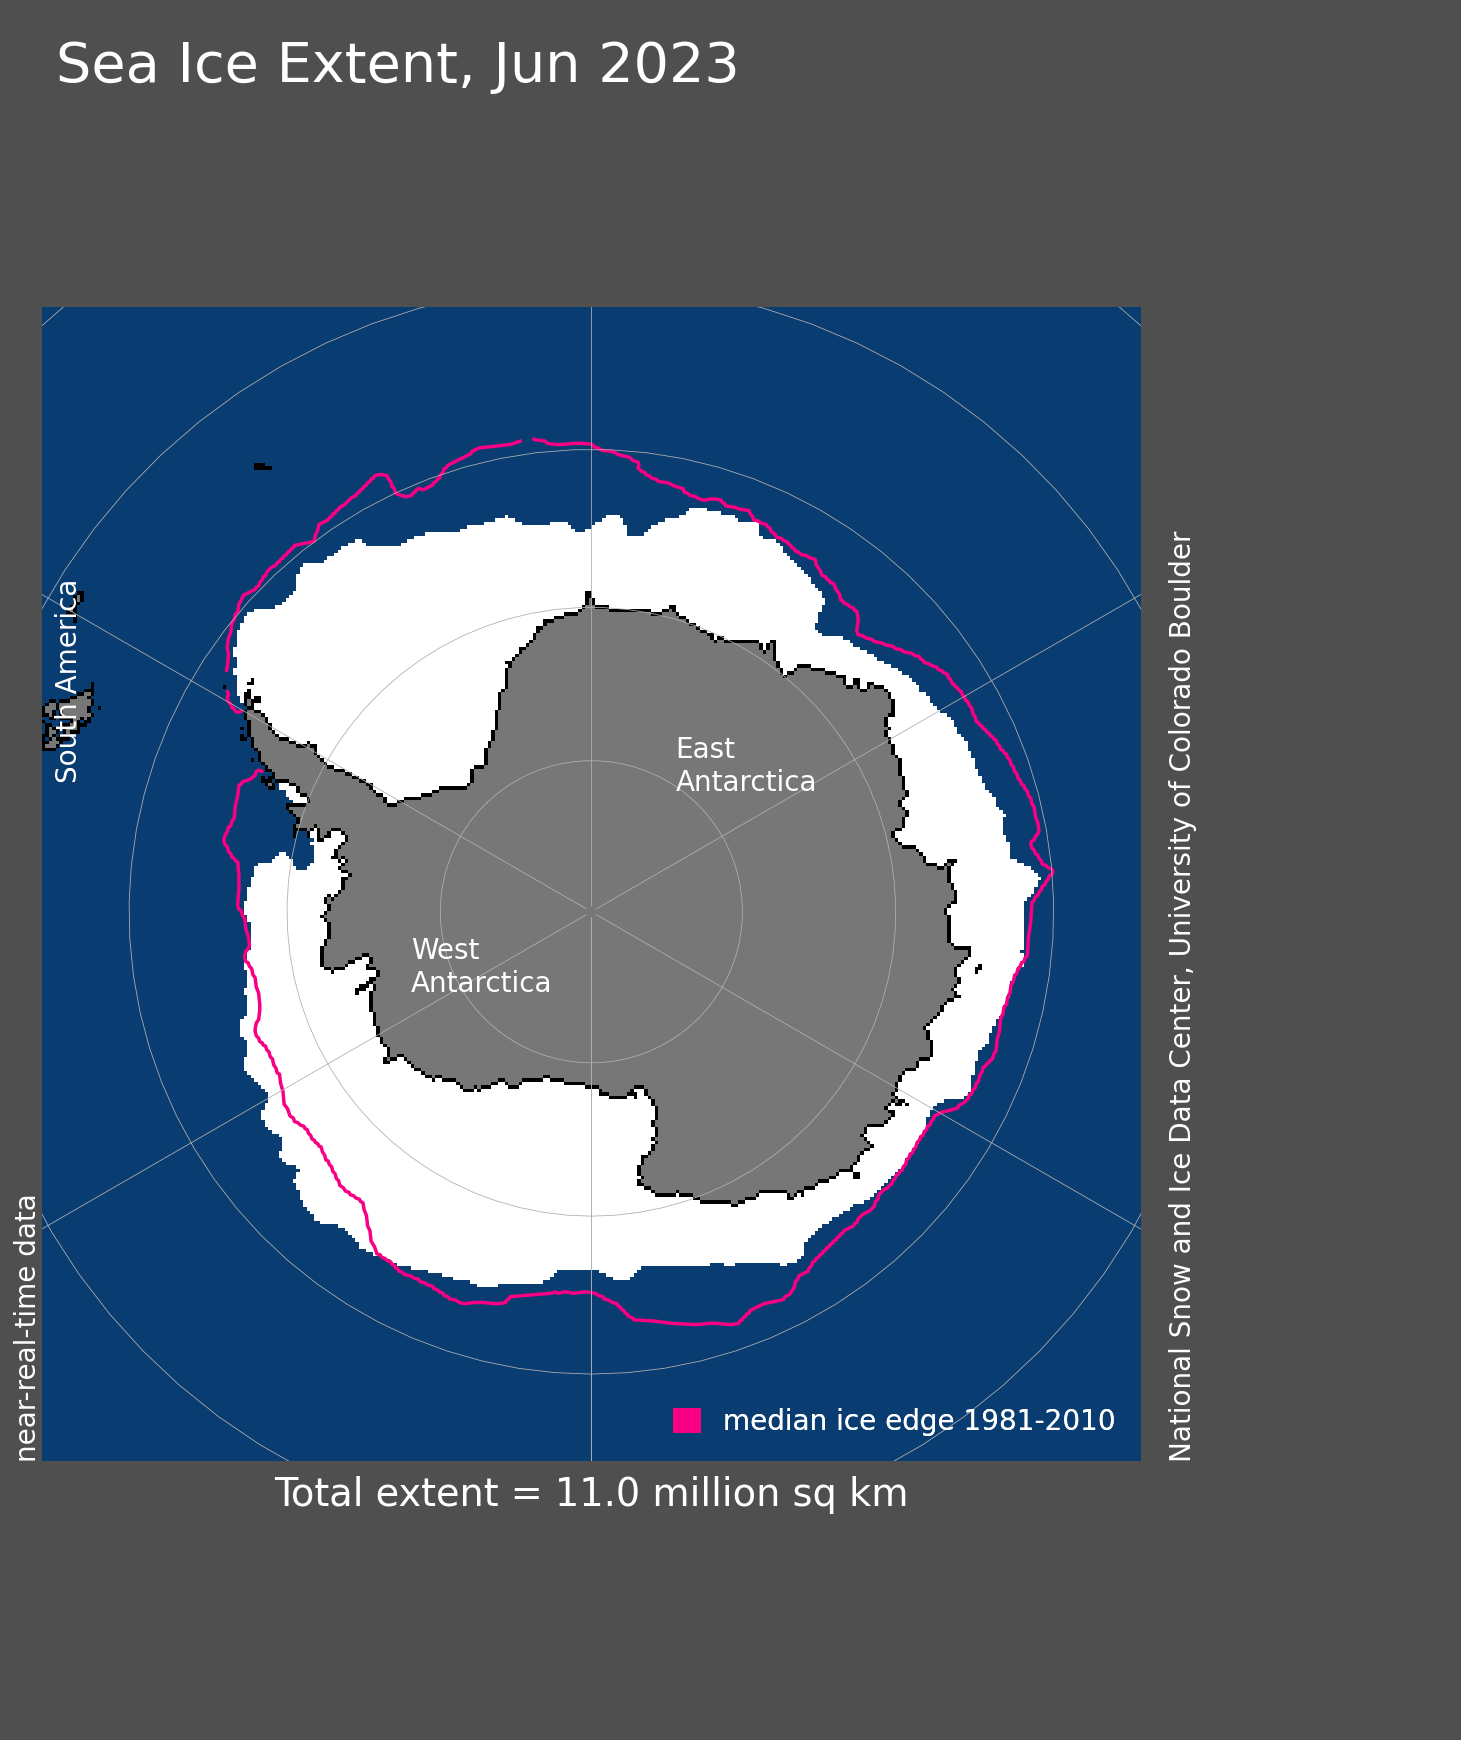 Sea Ice Extent, Jun 2023
South America
East
Antarctica
West
Antarctica
near-real-time data
National Snow and Ice Data Center, University of Colorado Boulder
median ice edge 1981-2010
Total extent = 11.0 million sq km